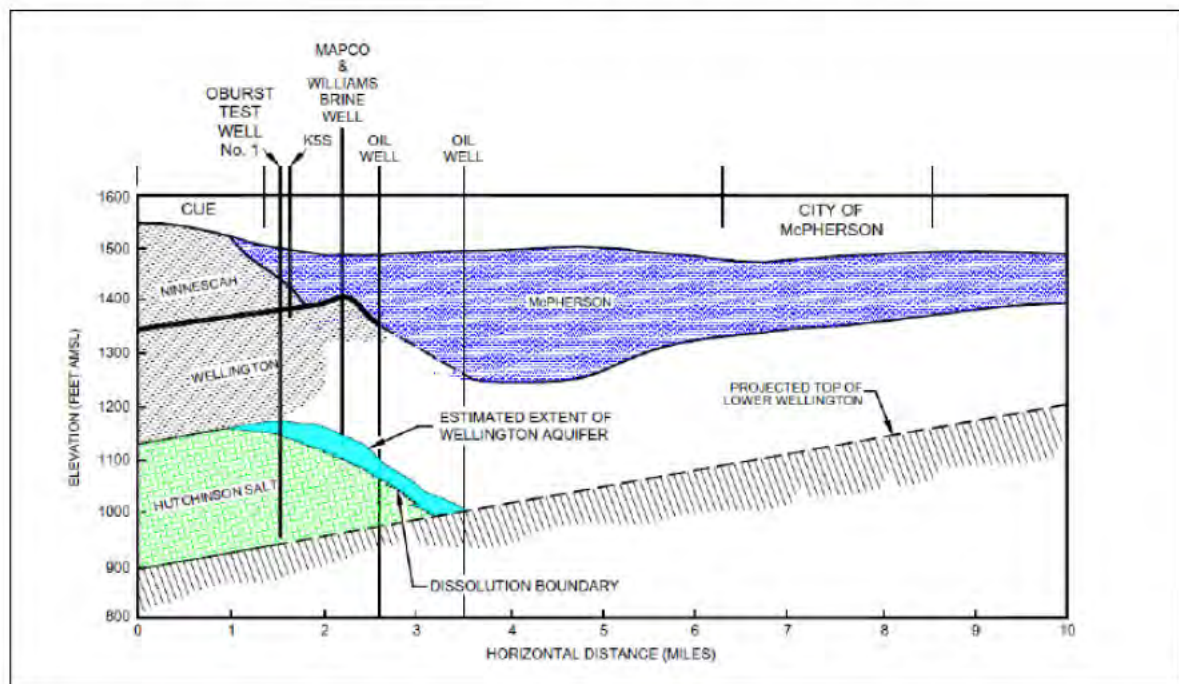 MAPCO
&
WILLIAMS
BRINE
WELL
OBURST
TEST
WELL
No. 1
K5S
OIL
WELL
OIL
WELL
1600
CUE
CITY OF
McPHERSON
1500
NINNESCAH
McPHERSON
1400
1300
WELLINGTON
PROJECTED TOP OF
LOWER WELLINGTON
1200
ESTIMATED EXTENT OF
WELLINGTON AQUIFER
1100
HUTCHINSON SALT
1000
900
DISSOLUTION BOUNDARY
800
ELEVATION (FEET AMSL)
0 1 2 3 4 5 6 7 8 9 10
HORIZONTAL DISTANCE (MILES)